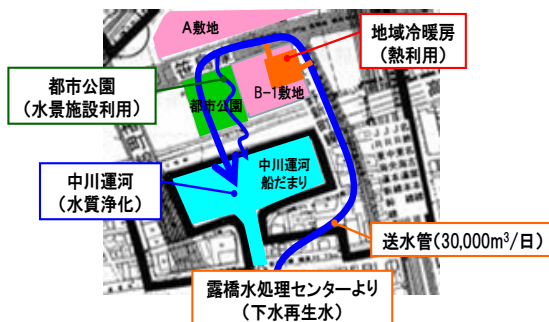 A敷地
地域冷暖房
(熱利用)
都市公園
(水景施設利用)
都市公園
B-1敷地
中川運河
船だまり
中川運河
(水質浄化)
送水管(30,000m³/日)
露橋水処理センターより
(下水再生水)